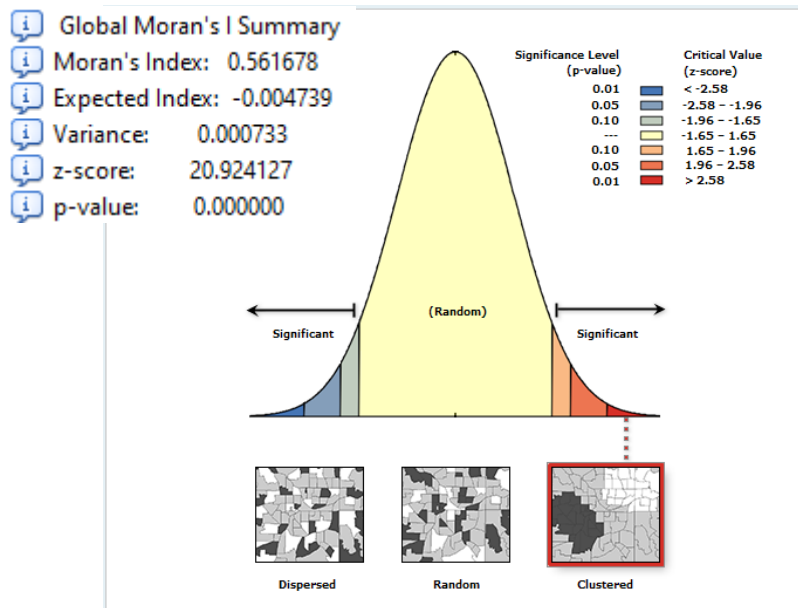 Global Moran's I Summary
Moran's Index: 0.561678
Expected Index: -0.004739
Variance: 0.000733
z-score: 20.924127
p-value: 0.000000
Significance Level (p-value)
Critical Value (z-score)
0.01 < -2.58
0.05 -2.58 – -1.96
0.10 -1.96 – -1.65
--- -1.65 – 1.65
0.10 1.65 – 1.96
0.05 1.96 – 2.58
0.01 > 2.58
(Random)
Significant
Significant
Dispersed
Random
Clustered